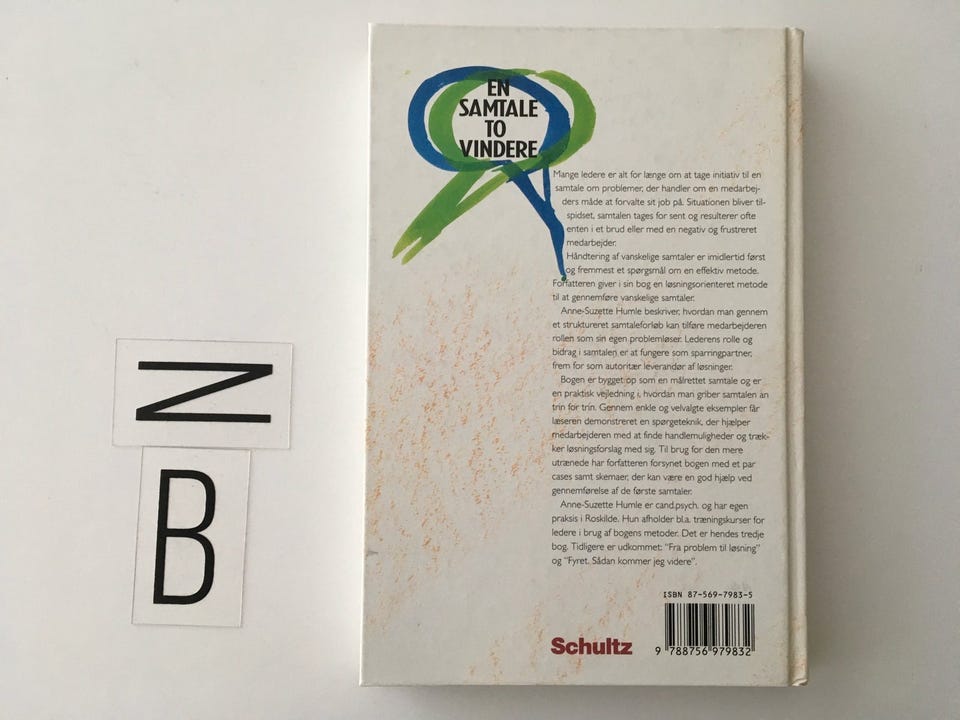 N
B
EN
SAMTALE
TO
VINDERE
Mange ledere er alt for længe om at tage initiativ til en
samtale om problemer, der handler om en medarbej-
ders måde at forvalte sit job på. Situationen bliver til-
spidset, samtalen tages for sent og resulterer ofte
enten i et brud eller med en negativ og frustreret
medarbejder.
Håndtering af vanskelige samtaler er imidlertid først
og fremmest et spørgsmål om en effektiv metode.
Forfatteren giver i sin bog en løsningsorienteret metode
til at gennemføre vanskelige samtaler.
Anne-Suzette Humle beskriver, hvordan man gennem
et struktureret samtaleforløb kan tilføre medarbejderen
rollen som sin egen problemløser. Lederens rolle og
bidrag i samtalen er at fungere som sparringpartner,
frem for som autoritær leverandør af løsninger.
Bogen er bygget op som en målrettet samtale og er
en praktisk vejledning i, hvordan man griber samtalen an
trin for trin. Gennem enkle og velvalgte eksempler får
læseren demonstreret en spørgeteknik, der hjælper
medarbejderen med at finde handlemuligheder og træk-
ker løsningsforslag med sig. Til brug for den mere
utrænede har forfatteren forsynet bogen med et par
cases samt skemaer, der kan være en god hjælp ved
gennemførelse af de første samtaler.
Anne-Suzette Humle er cand.psych. og har egen
praksis i Roskilde. Hun afholder bl.a. træningskurser for
ledere i brug af bogens metoder. Det er hendes tredje
bog. Tidligere er udkommet: "Fra problem til løsning"
og "Fyret. Sådan kommer jeg videre".
ISBN 87-569-7983-5
Schultz
9 788756 979832